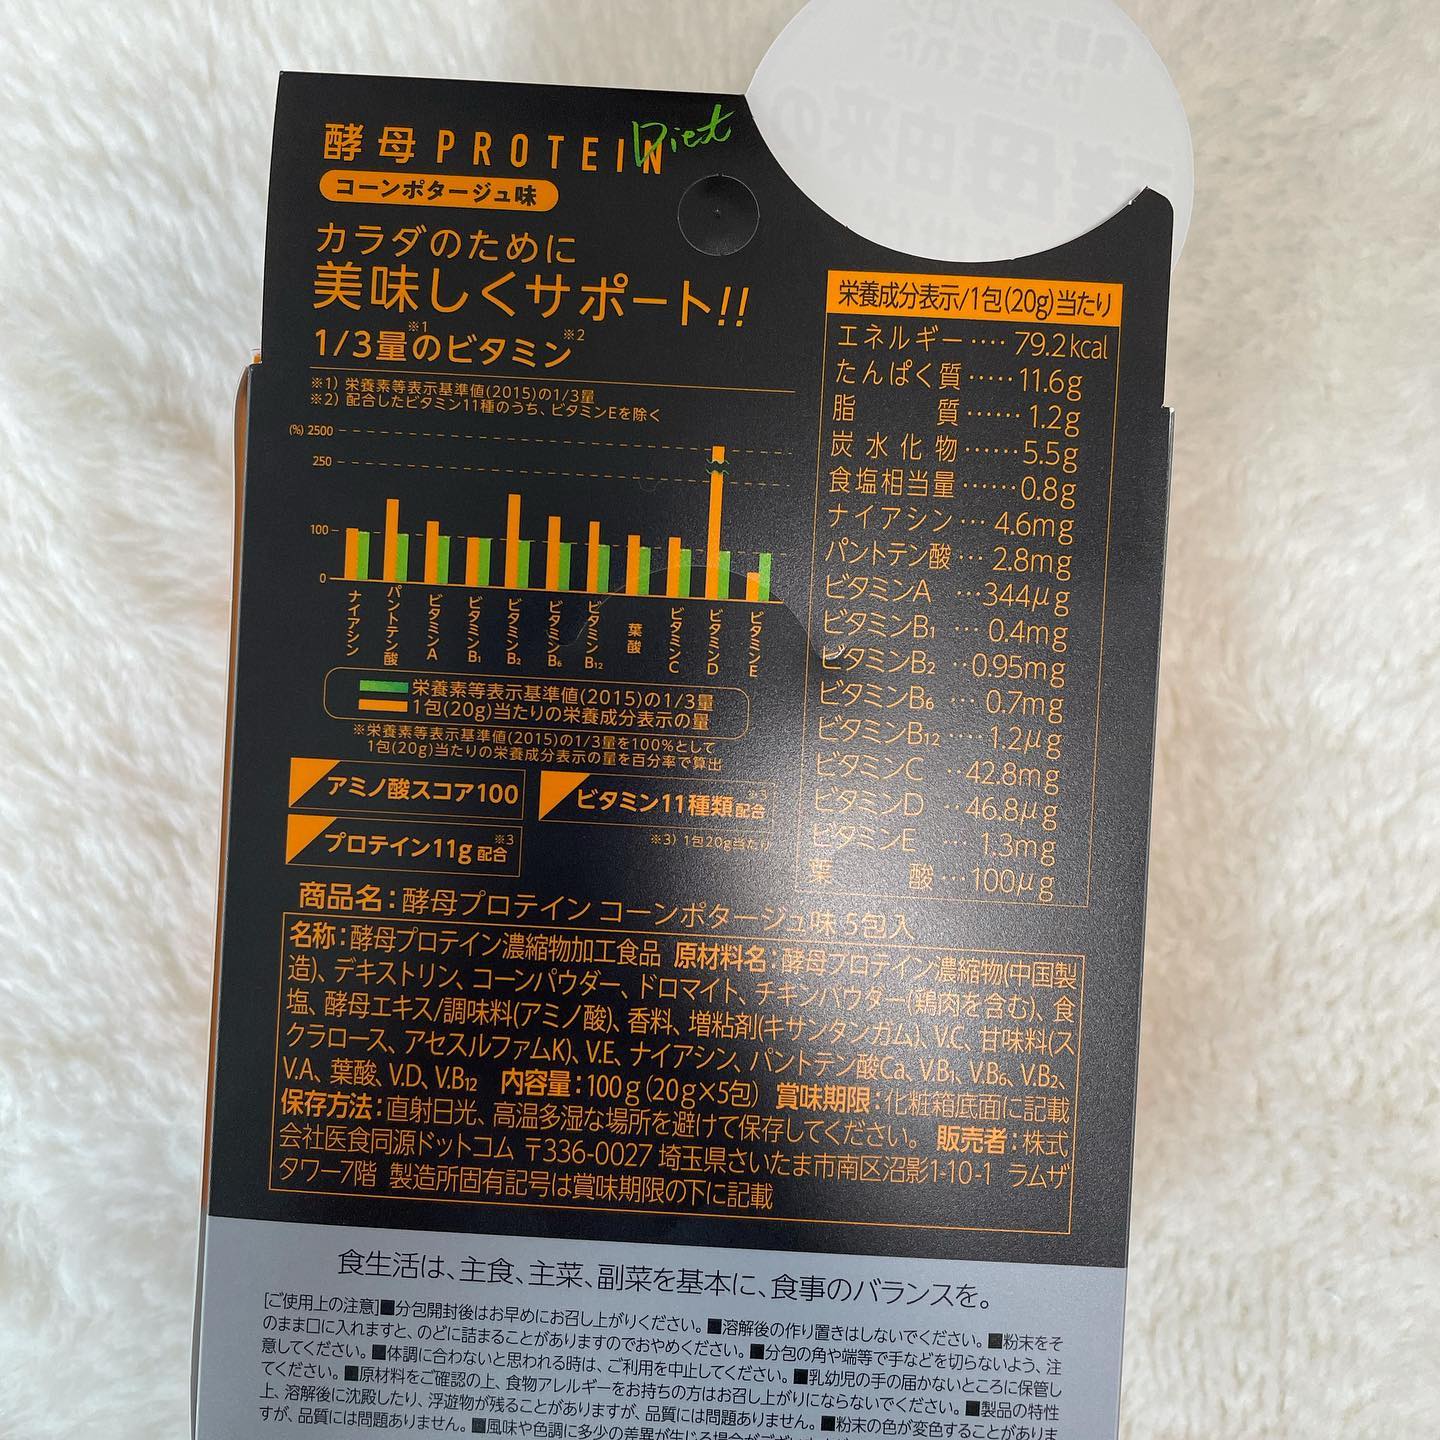 酵母PROTEIN Diet
コーンポタージュ味
カラダのために
美味しくサポート!!
1/3量※1のビタミン※2
※1) 栄養素等表示基準値(2015)の1/3量
※2) 配合したビタミン11種のうち、ビタミンEを除く
(%) 2500
250
100
0
ナイアシン パントテン酸 ビタミンA ビタミンB1 ビタミンB2 ビタミンB6 ビタミンB12 葉酸 ビタミンC ビタミンD ビタミンE
栄養素等表示基準値(2015)の1/3量
1包(20g)当たりの栄養成分表示の量
※栄養素等表示基準値(2015)の1/3量を100%として
1包(20g)当たりの栄養成分表示の量を百分率で算出
アミノ酸スコア100
ビタミン11種類配合※3
プロテイン11g配合※3
※3) 1包20g当たり
栄養成分表示/1包(20g)当たり
エネルギー‥‥79.2kcal
たんぱく質‥‥‥11.6g
脂質‥‥‥1.2g
炭水化物‥‥‥5.5g
食塩相当量‥‥‥0.8g
ナイアシン…4.6mg
パントテン酸…2.8mg
ビタミンA …344μg
ビタミンB1 …0.4mg
ビタミンB2 ‥0.95mg
ビタミンB6 …0.7mg
ビタミンB12 …1.2μg
ビタミンC ‥42.8mg
ビタミンD ‥46.8μg
ビタミンE …1.3mg
葉酸…100μg
商品名：酵母プロテイン コーンポタージュ味 5包入
名称：酵母プロテイン濃縮物加工食品 原材料名：酵母プロテイン濃縮物(中国製
造)、デキストリン、コーンパウダー、ドロマイト、チキンパウダー(鶏肉を含む)、食
塩、酵母エキス/調味料(アミノ酸)、香料、増粘剤(キサンタンガム)、V.C、甘味料(ス
クラロース、アセスルファムK)、V.E、ナイアシン、パントテン酸Ca、V.B1、V.B6、V.B2、
V.A、葉酸、V.D、V.B12 内容量：100g(20g×5包) 賞味期限：化粧箱底面に記載
保存方法：直射日光、高温多湿な場所を避けて保存してください。 販売者：株式
会社医食同源ドットコム 〒336-0027 埼玉県さいたま市南区沼影1-10-1 ラムザ
タワー7階 製造所固有記号は賞味期限の下に記載
食生活は、主食、主菜、副菜を基本に、食事のバランスを。
[ご使用上の注意]■分包開封後はお早めにお召し上がりください。■溶解後の作り置きはしないでください。■粉末をそ
のまま口に入れますと、のどに詰まることがありますのでおやめください。■分包の角や端等で手などを切らないよう、注
意してください。■体調に合わないと思われる時は、ご利用を中止してください。■乳幼児の手の届かないところに保管し
てください。■原材料をご確認の上、食物アレルギーをお持ちの方はお召し上がりにならないでください。■製品の特性
上、溶解後に沈殿したり、浮遊物が残ることがありますが、品質には問題ありません。■粉末の色が変色することがありま
すが、品質には問題ありません。■風味や色調に多少の差異が生じる場合がござい